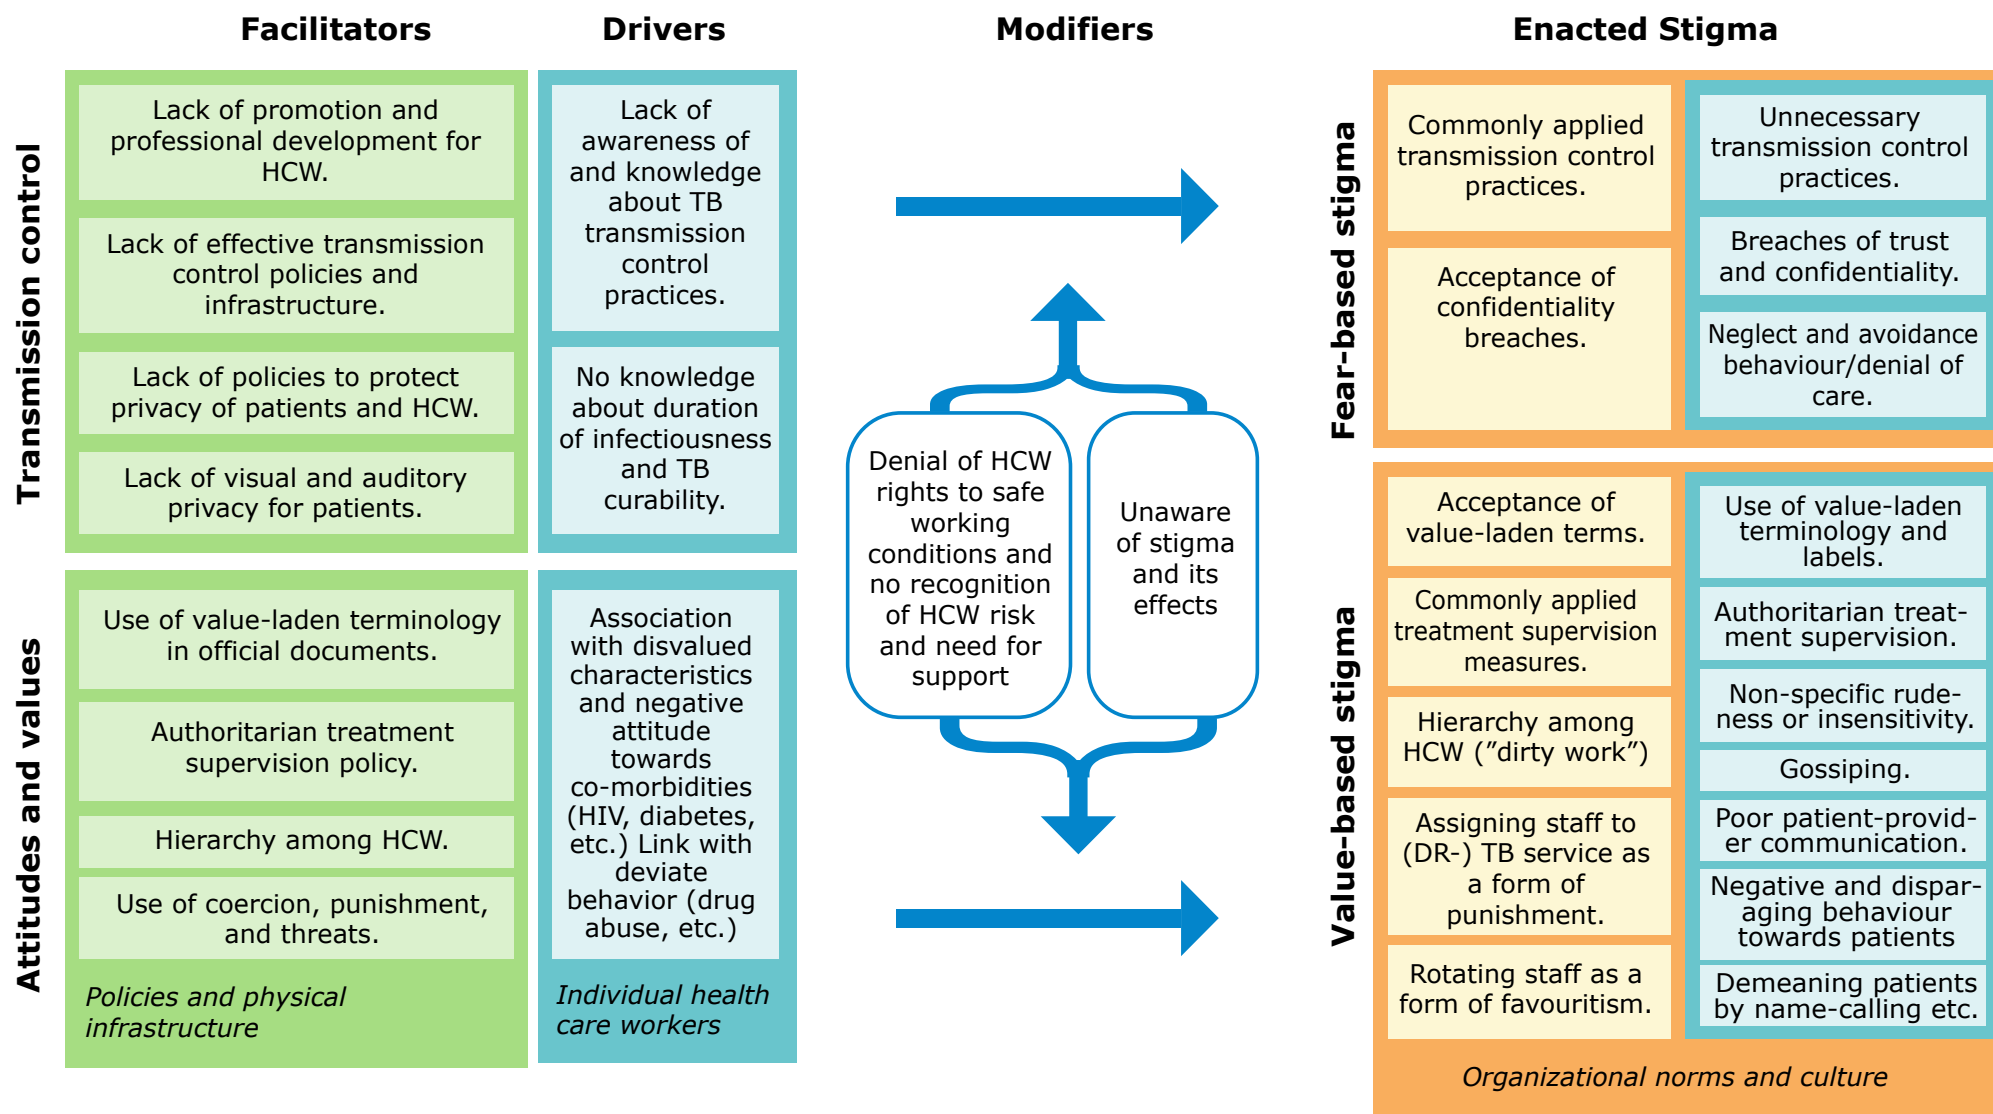 Facilitators
Drivers
Modifiers
Enacted Stigma
Transmission control
Lack of promotion and
professional development for
HCW.
Lack of effective transmission
control policies and
infrastructure.
Lack of policies to protect
privacy of patients and HCW.
Lack of visual and auditory
privacy for patients.
Lack of
awareness of
and knowledge
about TB
transmission
control
practices.
No knowledge
about duration
of infectiousness
and TB
curability.
Attitudes and values
Use of value-laden terminology
in official documents.
Authoritarian treatment
supervision policy.
Hierarchy among HCW.
Use of coercion, punishment,
and threats.
Policies and physical
infrastructure
Association
with disvalued
characteristics
and negative
attitude
towards
co-morbidities
(HIV, diabetes,
etc.) Link with
deviate
behavior (drug
abuse, etc.)
Individual health
care workers
Denial of HCW
rights to safe
working
conditions and
no recognition
of HCW risk
and need for
support
Unaware
of stigma
and its
effects
Fear-based stigma
Commonly applied
transmission control
practices.
Acceptance of
confidentiality
breaches.
Unnecessary
transmission control
practices.
Breaches of trust
and confidentiality.
Neglect and avoidance
behaviour/denial of
care.
Value-based stigma
Acceptance of
value-laden terms.
Commonly applied
treatment supervision
measures.
Hierarchy among
HCW (”dirty work”)
Assigning staff to
(DR-) TB service as
a form of
punishment.
Rotating staff as a
form of favouritism.
Use of value-laden
terminology and
labels.
Authoritarian treat-
ment supervision.
Non-specific rude-
ness or insensitivity.
Gossiping.
Poor patient-provid-
er communication.
Negative and dispar-
aging behaviour
towards patients
Demeaning patients
by name-calling etc.
Organizational norms and culture